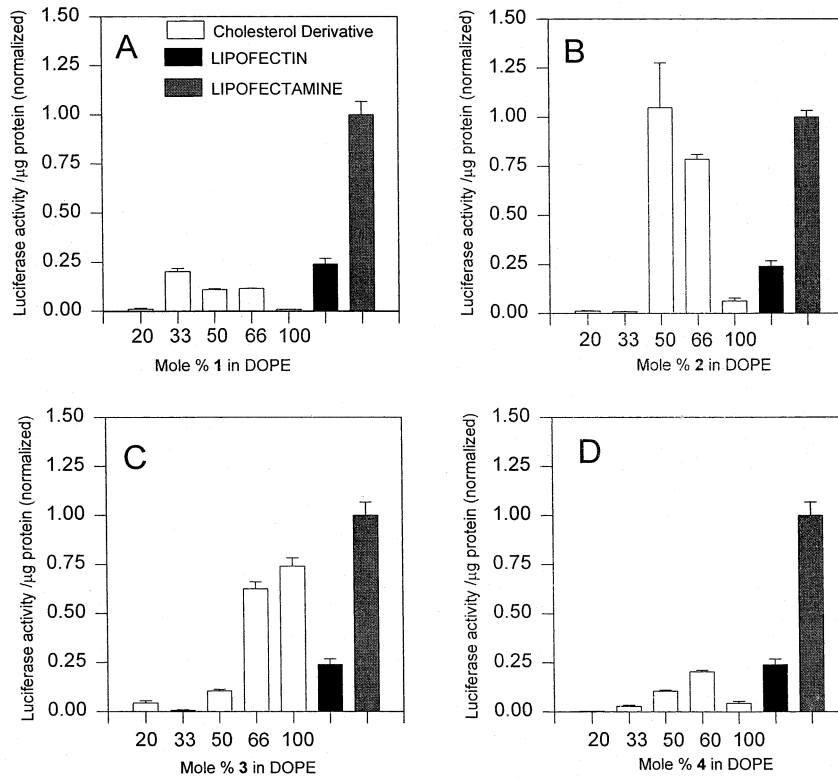 A
Cholesterol Derivative
LIPOFECTIN
LIPOFECTAMINE
Luciferase activity /µg protein (normalized)
1.50
1.25
1.00
0.75
0.50
0.25
0.00
20 33 50 66 100
Mole % 1 in DOPE
B
Luciferase activity /µg protein (normalized)
1.50
1.25
1.00
0.75
0.50
0.25
0.00
20 33 50 66 100
Mole % 2 in DOPE
C
Luciferase activity /µg protein (normalized)
1.50
1.25
1.00
0.75
0.50
0.25
0.00
20 33 50 66 100
Mole % 3 in DOPE
D
Luciferase activity /µg protein (normalized)
1.50
1.25
1.00
0.75
0.50
0.25
0.00
20 33 50 60 100
Mole % 4 in DOPE